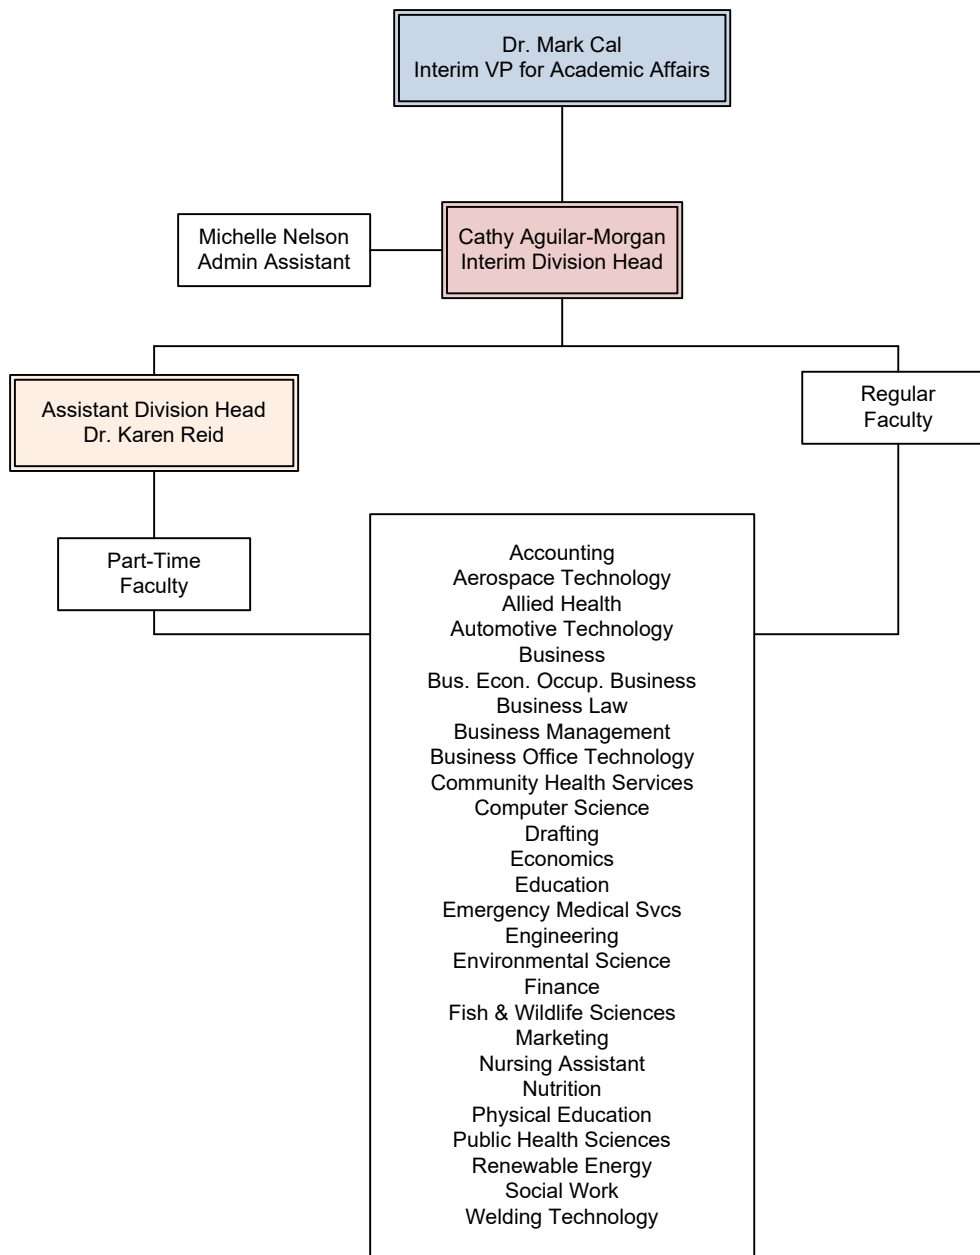 Dr. Mark Cal
Interim VP for Academic Affairs
Michelle Nelson
Admin Assistant
Cathy Aguilar-Morgan
Interim Division Head
Assistant Division Head
Dr. Karen Reid
Regular
Faculty
Part-Time
Faculty
Accounting
Aerospace Technology
Allied Health
Automotive Technology
Business
Bus. Econ. Occup. Business
Business Law
Business Management
Business Office Technology
Community Health Services
Computer Science
Drafting
Economics
Education
Emergency Medical Svcs
Engineering
Environmental Science
Finance
Fish & Wildlife Sciences
Marketing
Nursing Assistant
Nutrition
Physical Education
Public Health Sciences
Renewable Energy
Social Work
Welding Technology